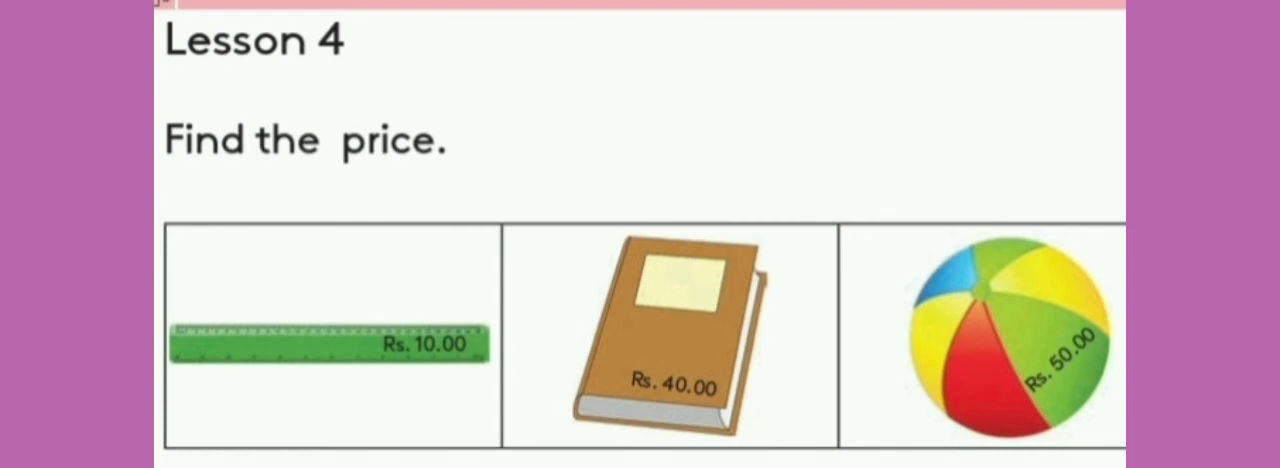 Lesson 4
Find the price.
Rs. 10.00
Rs. 40.00
Rs. 50.00